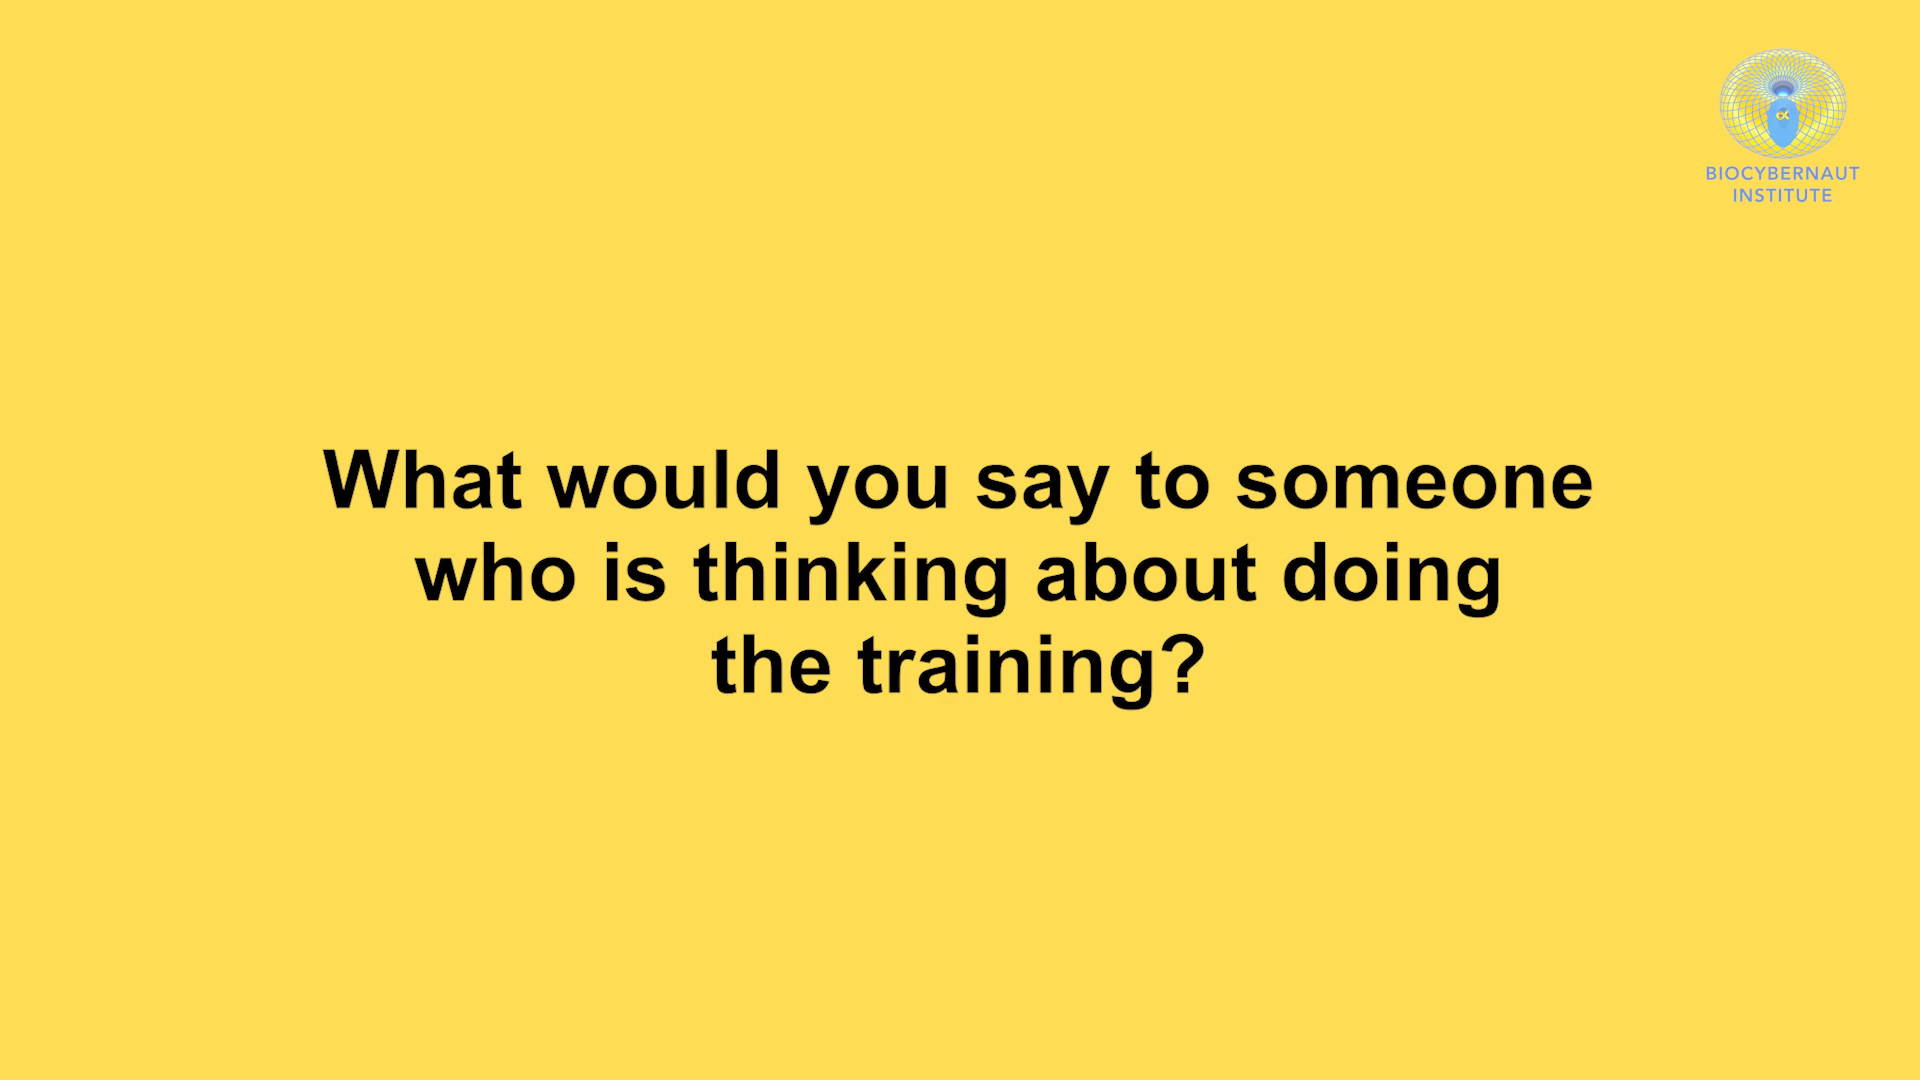 BIOCYBERNAUT
INSTITUTE
What would you say to someone
who is thinking about doing
the training?